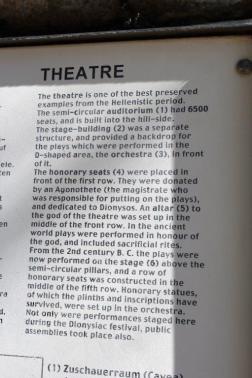 THEATRE
The theatre is one of the best preserved
examples from the Hellenistic period.
The semi-circular auditorium (1) had 6500
seats, and is built into the hill-side.
The stage-building (2) was a separate
structure, and provided a backdrop for
the plays which were performed in the
D-shaped area, the orchestra (3), in front
of it.
The honorary seats (4) were placed in
front of the first row. They were donated
by an Agonothete (the magistrate who
was responsible for putting on the plays),
and dedicated to Dionysos. An altar (5) to
the god of the theatre was set up in the
middle of the front row. In the ancient
world plays were performed in honour of
the god, and included sacrificial rites.
From the 2nd century B. C. the plays were
now performed on the stage (6) above the
semi-circular pillars, and a row of
honorary seats was constructed in the
middle of the fifth row. Honorary statues,
of which the plinths and inscriptions have
survived, were set up in the orchestra.
Not only were performances staged here
during the Dionysiac festival, public
assemblies took place also.
(1) Zuschauerraum (Cavea)